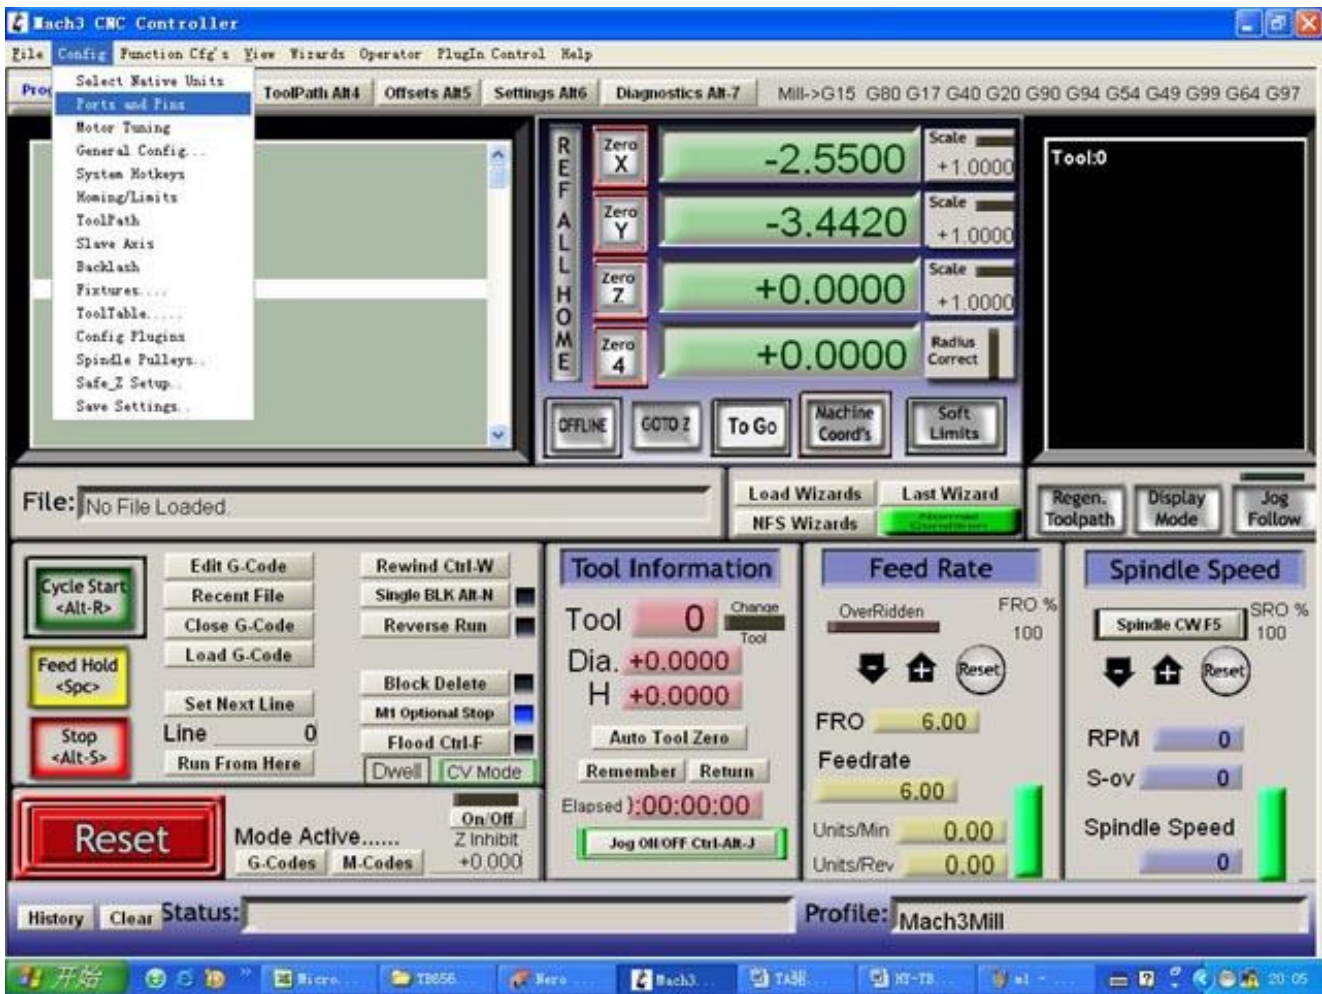 Mach3 CNC Controller
File Config Function Cfg's View Wizards Operator PlugIn Control Help
ToolPath Alt4 Offsets Alt5 Settings Alt6 Diagnostics Alt-7 Mill->G15 G80 G17 G40 G20 G90 G94 G54 G49 G99 G64 G97
Select Native Units
Ports and Pins
Motor Tuning
General Config...
System Hotkeys
Homing/Limits
ToolPath
Slave Axis
Backlash
Fixtures....
ToolTable.....
Config Plugins
Spindle Pulleys..
Safe_Z Setup..
Save Settings..
REF ALL HOME
Zero X -2.5500 Scale +1.0000
Zero Y -3.4420 Scale +1.0000
Zero Z +0.0000 Scale +1.0000
Zero 4 +0.0000 Radius Correct
OFFLINE GOTO Z To Go Machine Coord's Soft Limits
Tool:0
File: No File Loaded.
Load Wizards Last Wizard
NFS Wizards Normal Condition
Regen. Toolpath Display Mode Jog Follow
Cycle Start <Alt-R>
Feed Hold <Spc>
Stop <Alt-S>
Edit G-Code
Recent File
Close G-Code
Load G-Code
Set Next Line
Line 0
Run From Here
Rewind Ctrl-W
Single BLK Alt-N
Reverse Run
Block Delete
M1 Optional Stop
Flood Ctrl-F
Dwell CV Mode
Reset
Mode Active......
G-Codes M-Codes
On/Off
Z Inhibit
+0.000
Tool Information
Tool 0 Change Tool
Dia. +0.0000
H +0.0000
Auto Tool Zero
Remember Return
Elapsed ):00:00:00
Jog ON/OFF Ctrl-Alt-J
Feed Rate
OverRidden FRO %
100
Reset
FRO 6.00
Feedrate
6.00
Units/Min 0.00
Units/Rev 0.00
Spindle Speed
Spindle CW F5 SRO %
100
Reset
RPM 0
S-ov 0
Spindle Speed
0
History Clear Status:
Profile: Mach3Mill
开始 Micro... TB656... Nero ... Mach3... HY-TB... m1 - ... 20:05